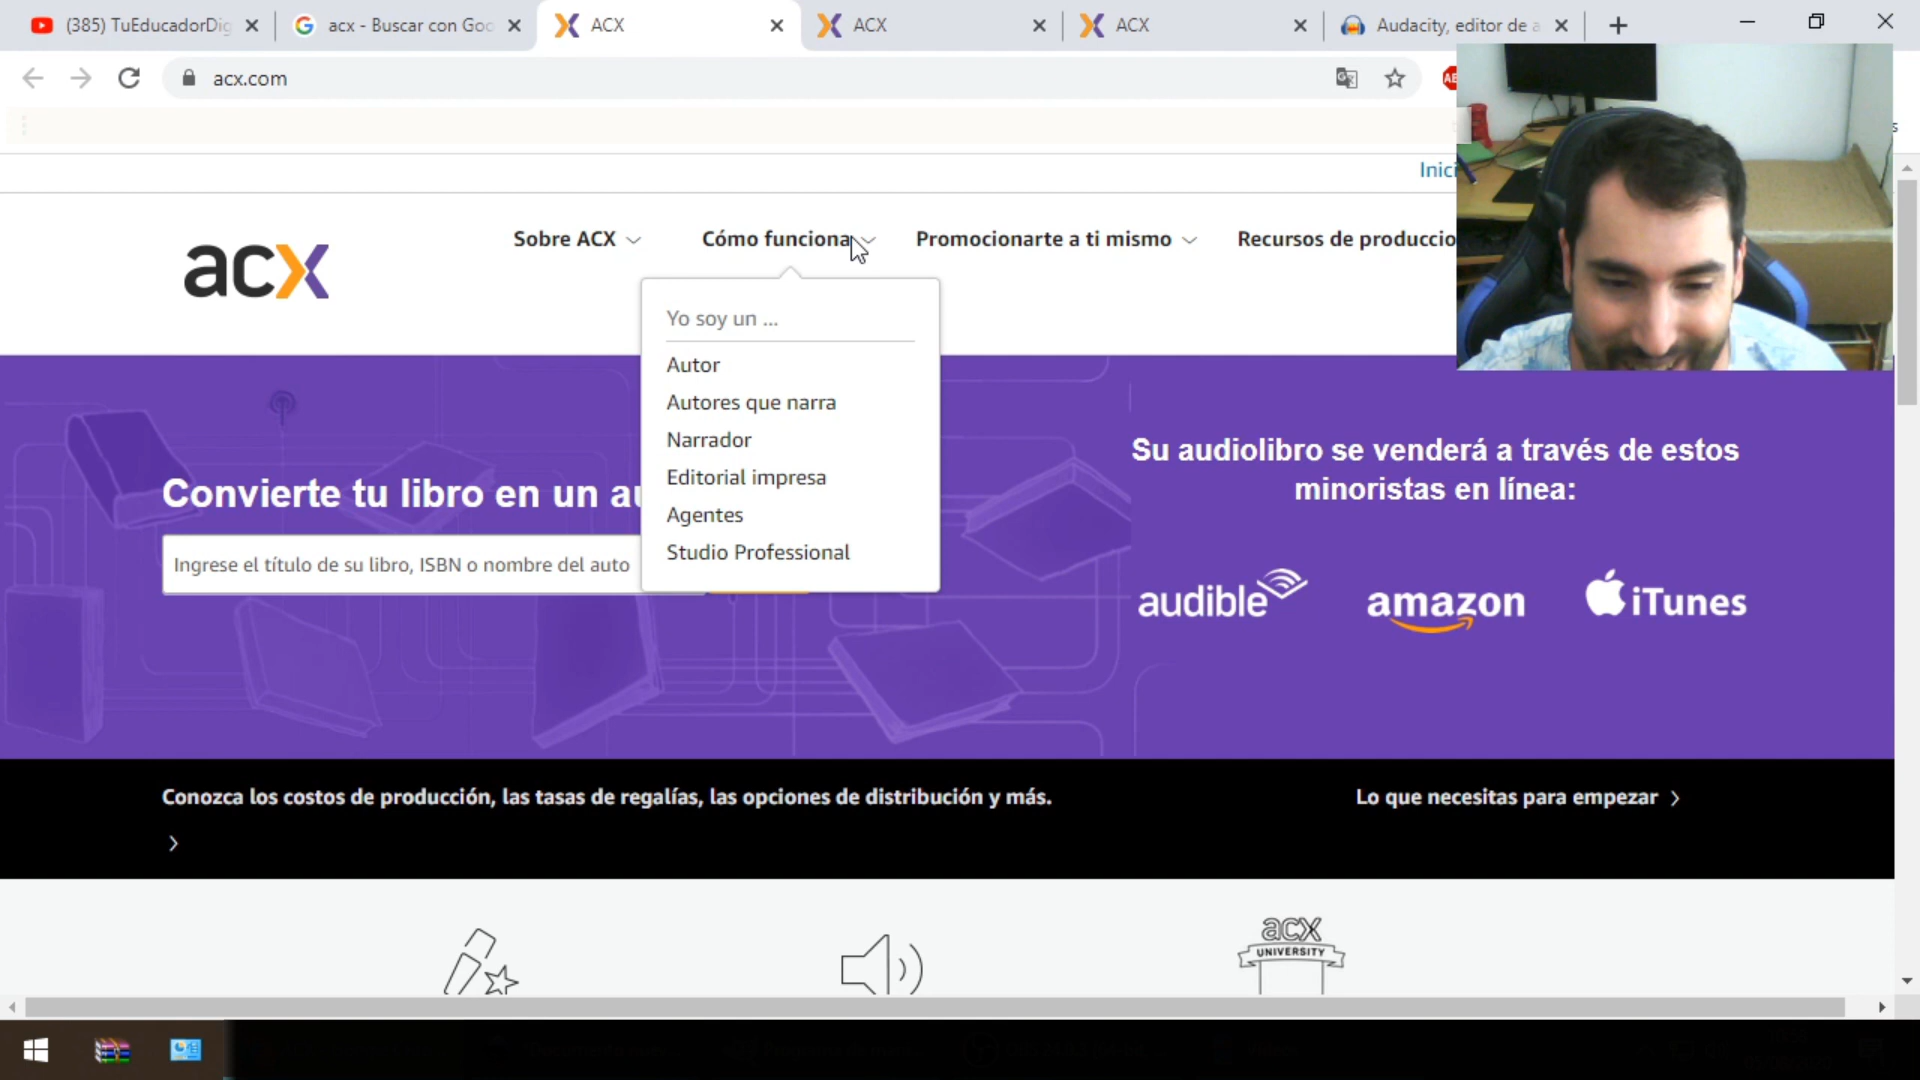 (385) TuEducadorDig
acx - Buscar con Goo
ACX
ACX
ACX
Audacity, editor de a
acx.com
Inici
acx
Sobre ACX
Cómo funciona
Promocionarte a ti mismo
Recursos de produccio
Yo soy un ...
Autor
Autores que narra
Narrador
Editorial impresa
Agentes
Studio Professional
Convierte tu libro en un au
Ingrese el título de su libro, ISBN o nombre del auto
Su audiolibro se venderá a través de estos
minoristas en línea:
audible
amazon
iTunes
Conozca los costos de producción, las tasas de regalías, las opciones de distribución y más.
Lo que necesitas para empezar
acx
UNIVERSITY